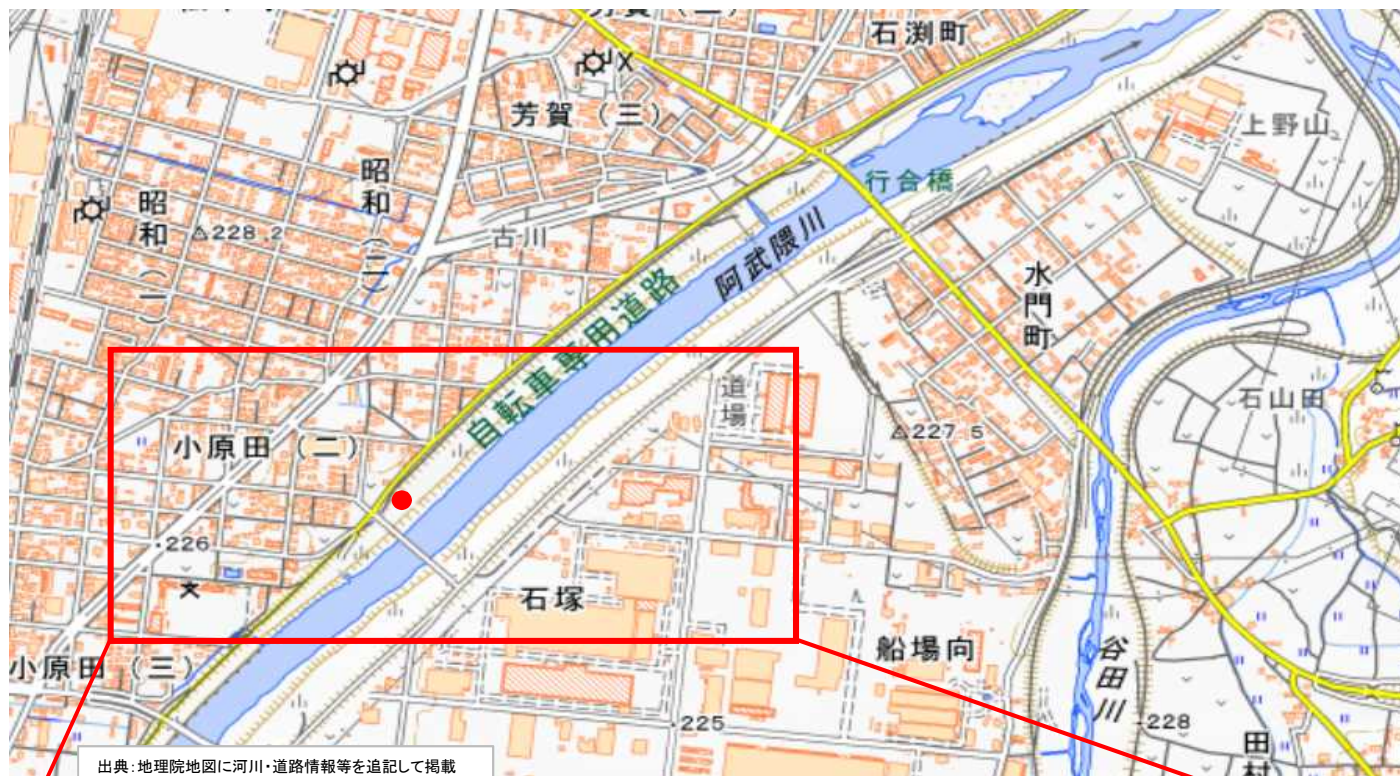 石渕町
芳賀（三）
上野山
昭和（二）
昭和（一）
228.2
古川
行合橋
阿武隈川
自転車専用道路
水門町
道場
227.5
石山田
小原田（二）
226
石塚
船場向
小原田（三）
谷田川
225
228
田村
出典：地理院地図に河川・道路情報等を追記して掲載